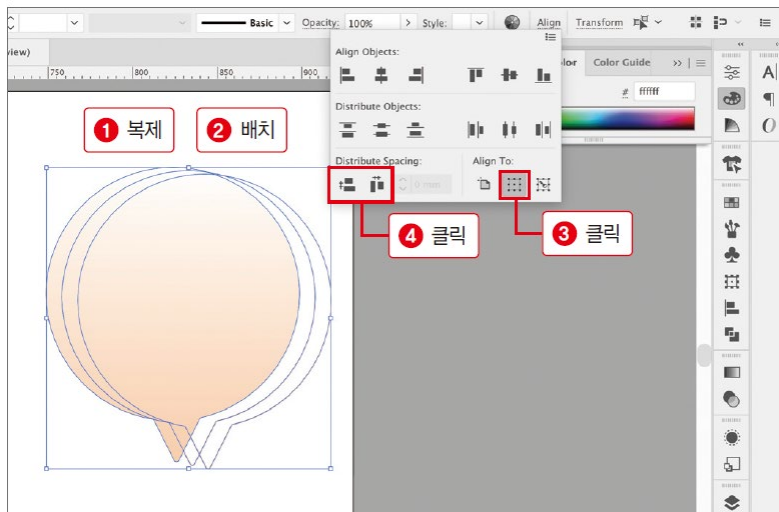 Basic Opacity: 100% Style: Align Transform
view)
750 800 850 900
Align Objects:
Distribute Objects:
Distribute Spacing: Align To:
0 mm
lor Color Guide
# ffffff
A
¶
O
1 복제
2 배치
4 클릭
3 클릭